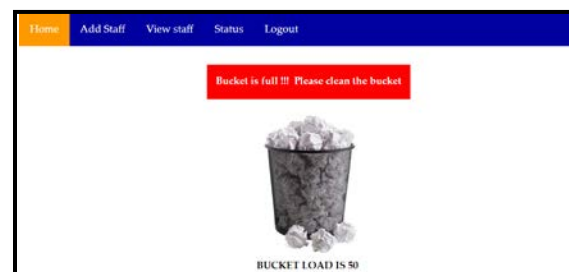 Home Add Staff View staff Status Logout
Bucket is full !!! Please clean the bucket
BUCKET LOAD IS 50